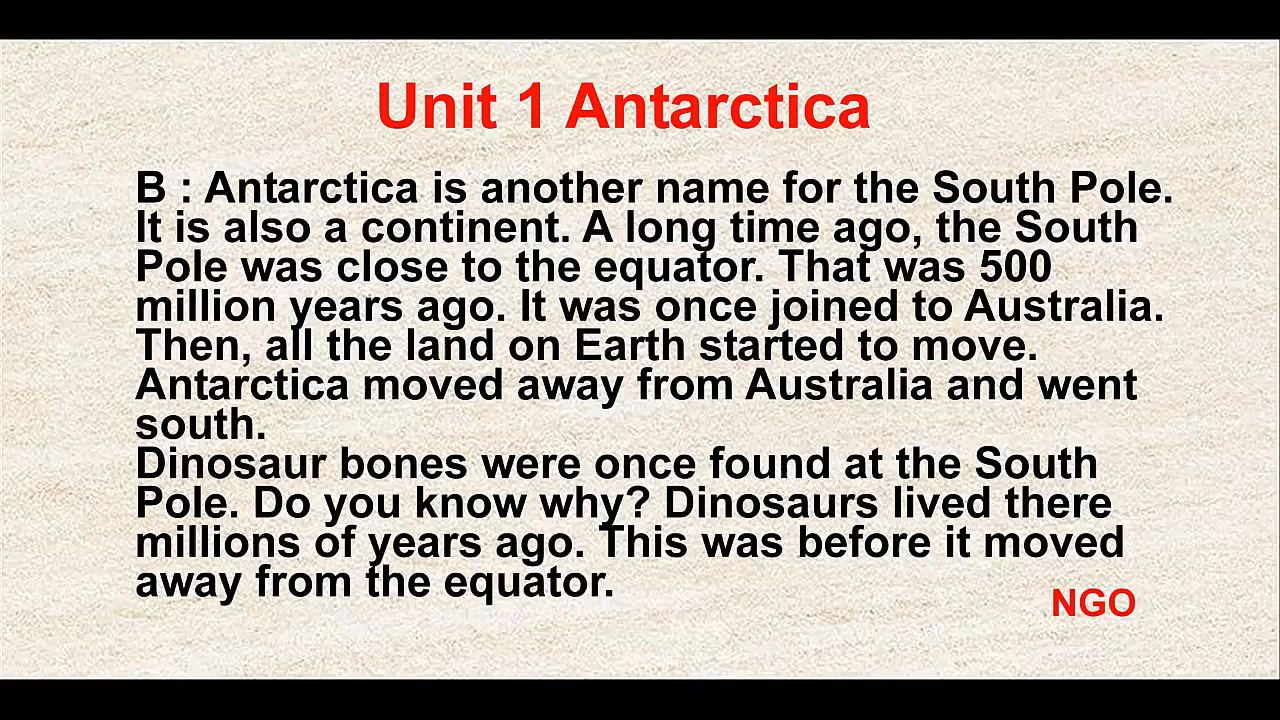 Unit 1 Antarctica
B : Antarctica is another name for the South Pole.
It is also a continent. A long time ago, the South
Pole was close to the equator. That was 500
million years ago. It was once joined to Australia.
Then, all the land on Earth started to move.
Antarctica moved away from Australia and went
south.
Dinosaur bones were once found at the South
Pole. Do you know why? Dinosaurs lived there
millions of years ago. This was before it moved
away from the equator.
NGO